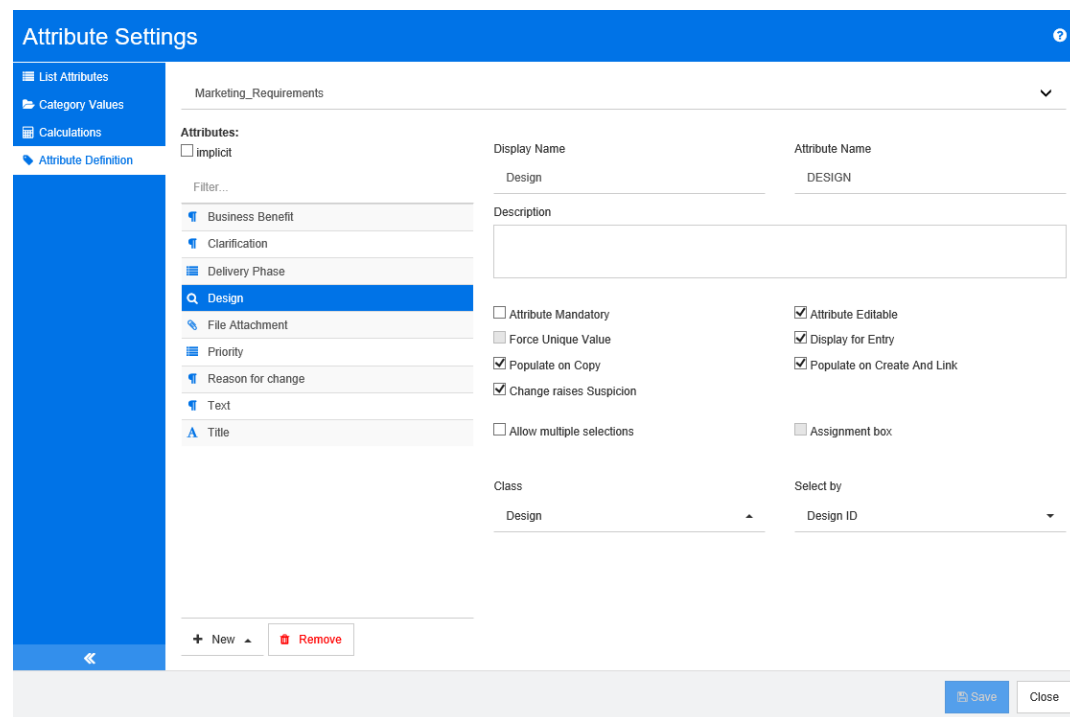 Attribute Settings
List Attributes
Category Values
Calculations
Attribute Definition
Marketing_Requirements
Attributes:
implicit
Filter...
Business Benefit
Clarification
Delivery Phase
Design
File Attachment
Priority
Reason for change
Text
Title
+ New
Remove
Display Name
Attribute Name
Design
DESIGN
Description
Attribute Mandatory
Attribute Editable
Force Unique Value
Display for Entry
Populate on Copy
Populate on Create And Link
Change raises Suspicion
Allow multiple selections
Assignment box
Class
Select by
Design
Design ID
Save
Close